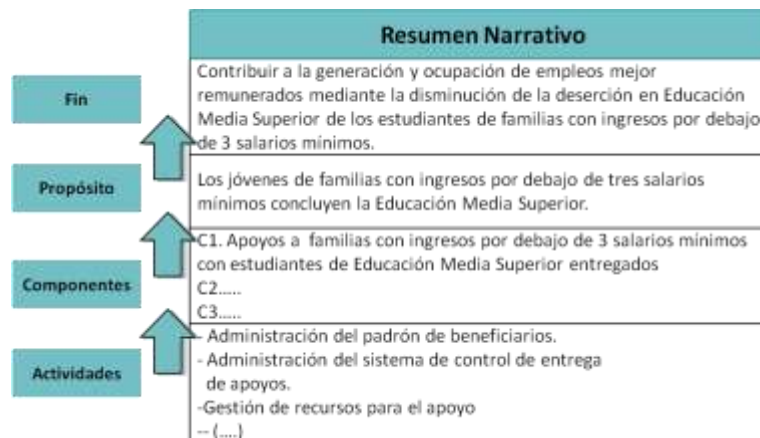 Resumen Narrativo
Fin
Contribuir a la generación y ocupación de empleos mejor
remunerados mediante la disminución de la deserción en Educación
Media Superior de los estudiantes de familias con ingresos por debajo
de 3 salarios mínimos.
Propósito
Los jóvenes de familias con ingresos por debajo de tres salarios
mínimos concluyen la Educación Media Superior.
Componentes
C1. Apoyos a familias con ingresos por debajo de 3 salarios mínimos
con estudiantes de Educación Media Superior entregados
C2.....
C3.....
Actividades
- Administración del padrón de beneficiarios.
- Administración del sistema de control de entrega
de apoyos.
-Gestión de recursos para el apoyo
-- (....)